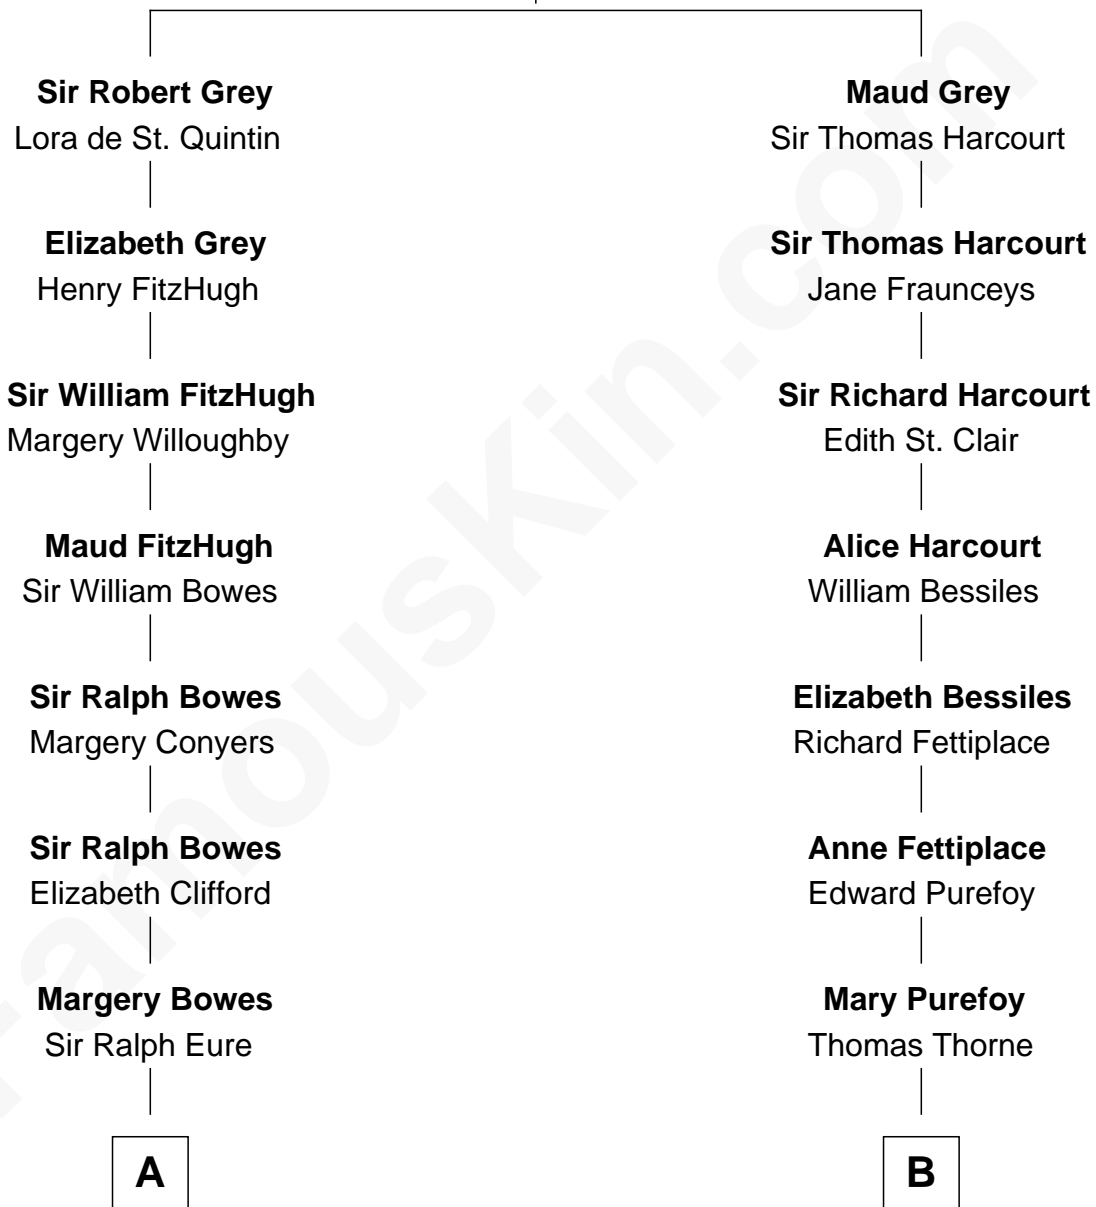 Sir Robert Grey
Lora de St. Quintin
Elizabeth Grey
Henry FitzHugh
Sir William FitzHugh
Margery Willoughby
Maud FitzHugh
Sir William Bowes
Sir Ralph Bowes
Margery Conyers
Sir Ralph Bowes
Elizabeth Clifford
Margery Bowes
Sir Ralph Eure
A
Maud Grey
Sir Thomas Harcourt
Sir Thomas Harcourt
Jane Fraunceys
Sir Richard Harcourt
Edith St. Clair
Alice Harcourt
William Bessiles
Elizabeth Bessiles
Richard Fettiplace
Anne Fettiplace
Edward Purefoy
Mary Purefoy
Thomas Thorne
B
FamousKin.com